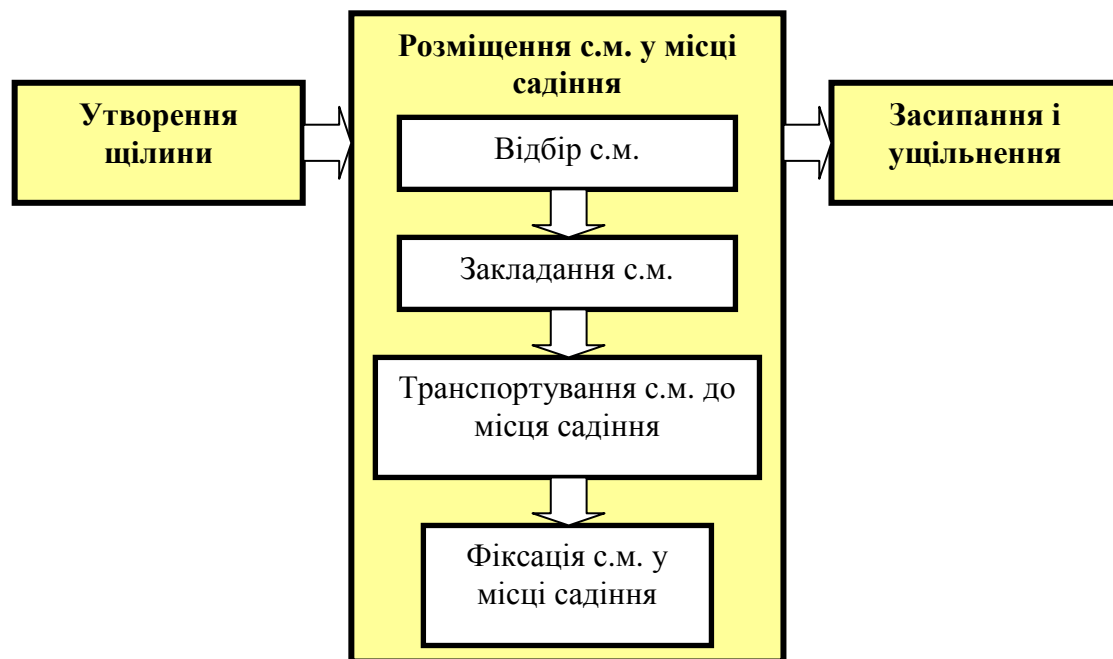 Утворення
щілини
Розміщення с.м. у місці
садіння
Відбір с.м.
Закладання с.м.
Транспортування с.м. до
місця садіння
Фіксація с.м. у
місці садіння
Засипання і
ущільнення